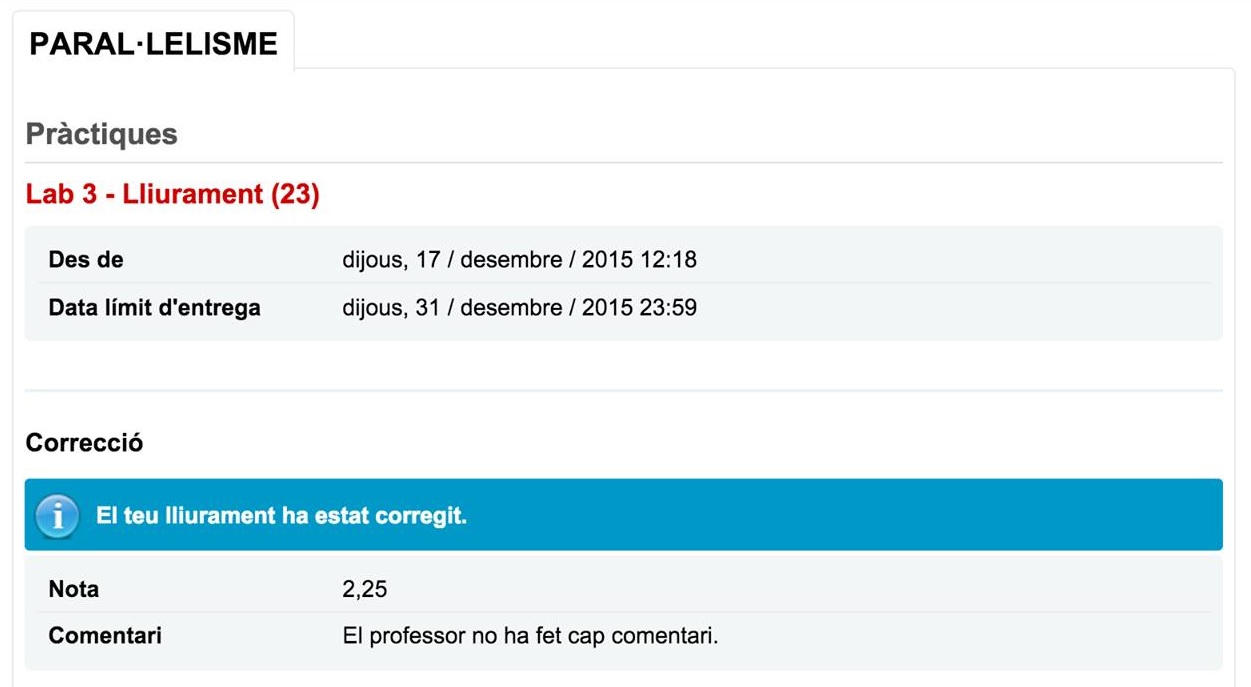 PARAL·LELISME
Pràctiques
Lab 3 - Lliurament (23)
Des de dijous, 17 / desembre / 2015 12:18
Data límit d'entrega dijous, 31 / desembre / 2015 23:59
Correcció
i El teu lliurament ha estat corregit.
Nota 2,25
Comentari El professor no ha fet cap comentari.